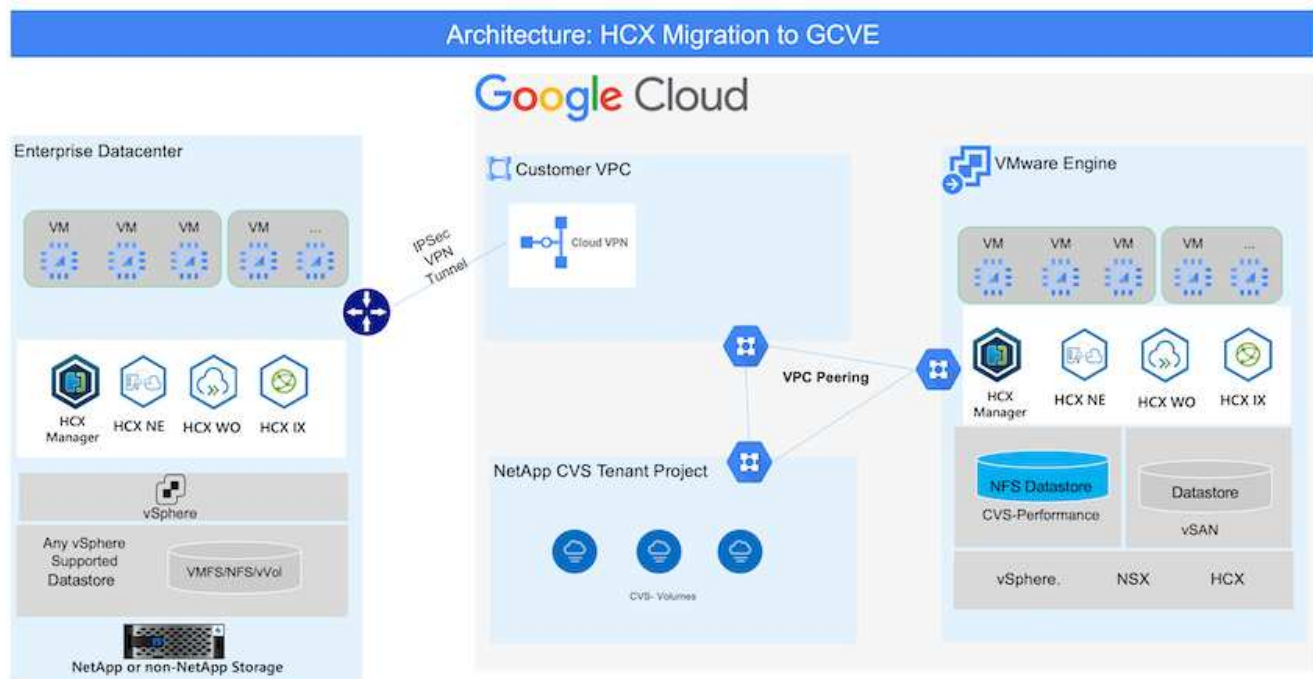 Architecture: HCX Migration to GCVE
Google Cloud
Enterprise Datacenter
VM VM VM VM ...
HCX
Manager
HCX NE
HCX WO
HCX IX
vSphere
Any vSphere
Supported
Datastore
VMFS/NFS/vVol
NetApp or non-NetApp Storage
IPSec
VPN
Tunnel
Customer VPC
Cloud VPN
VPC Peering
NetApp CVS Tenant Project
CVS- Volumes
VMware Engine
VM VM VM VM ...
HCX
Manager
HCX NE
HCX WO
HCX IX
NFS Datastore
CVS-Performance
Datastore
vSAN
vSphere. NSX HCX